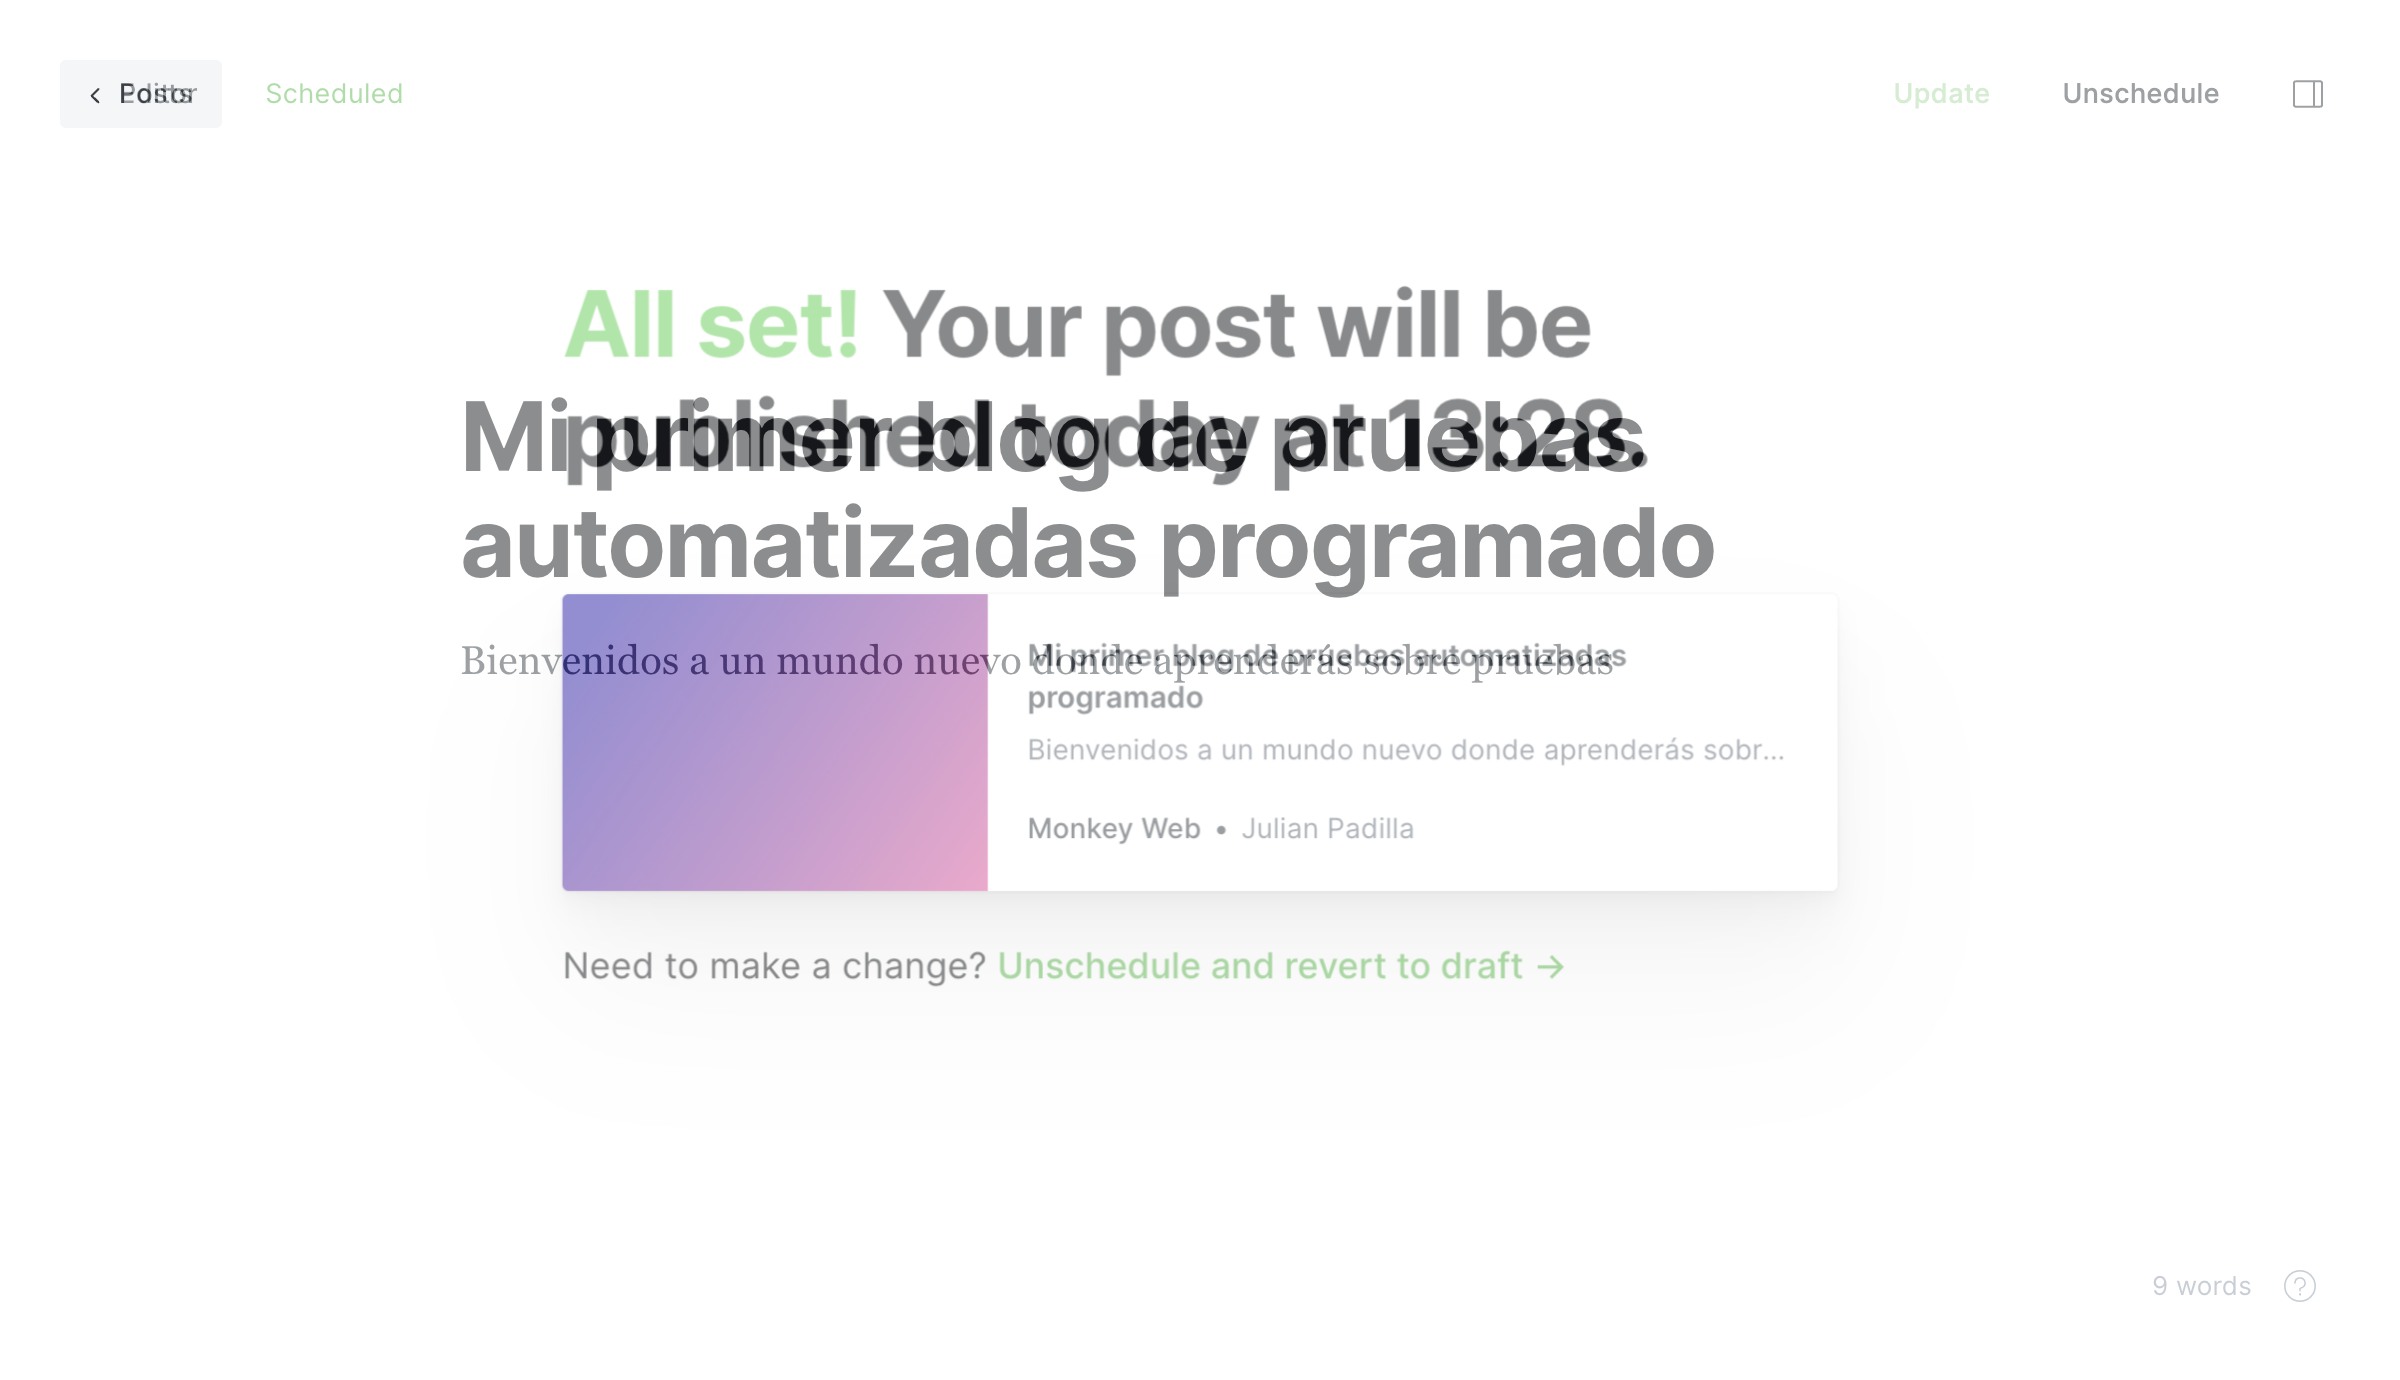 Posts
Editor
Scheduled
Update
Unschedule
All set! Your post will be
published today at 13:28.
Mi primer blog de pruebas
automatizadas programado
Bienvenidos a un mundo nuevo donde aprenderás sobre pruebas
Mi primer blog de pruebas automatizadas
programado
Bienvenidos a un mundo nuevo donde aprenderás sobr...
Monkey Web • Julian Padilla
Need to make a change? Unschedule and revert to draft →
9 words
?